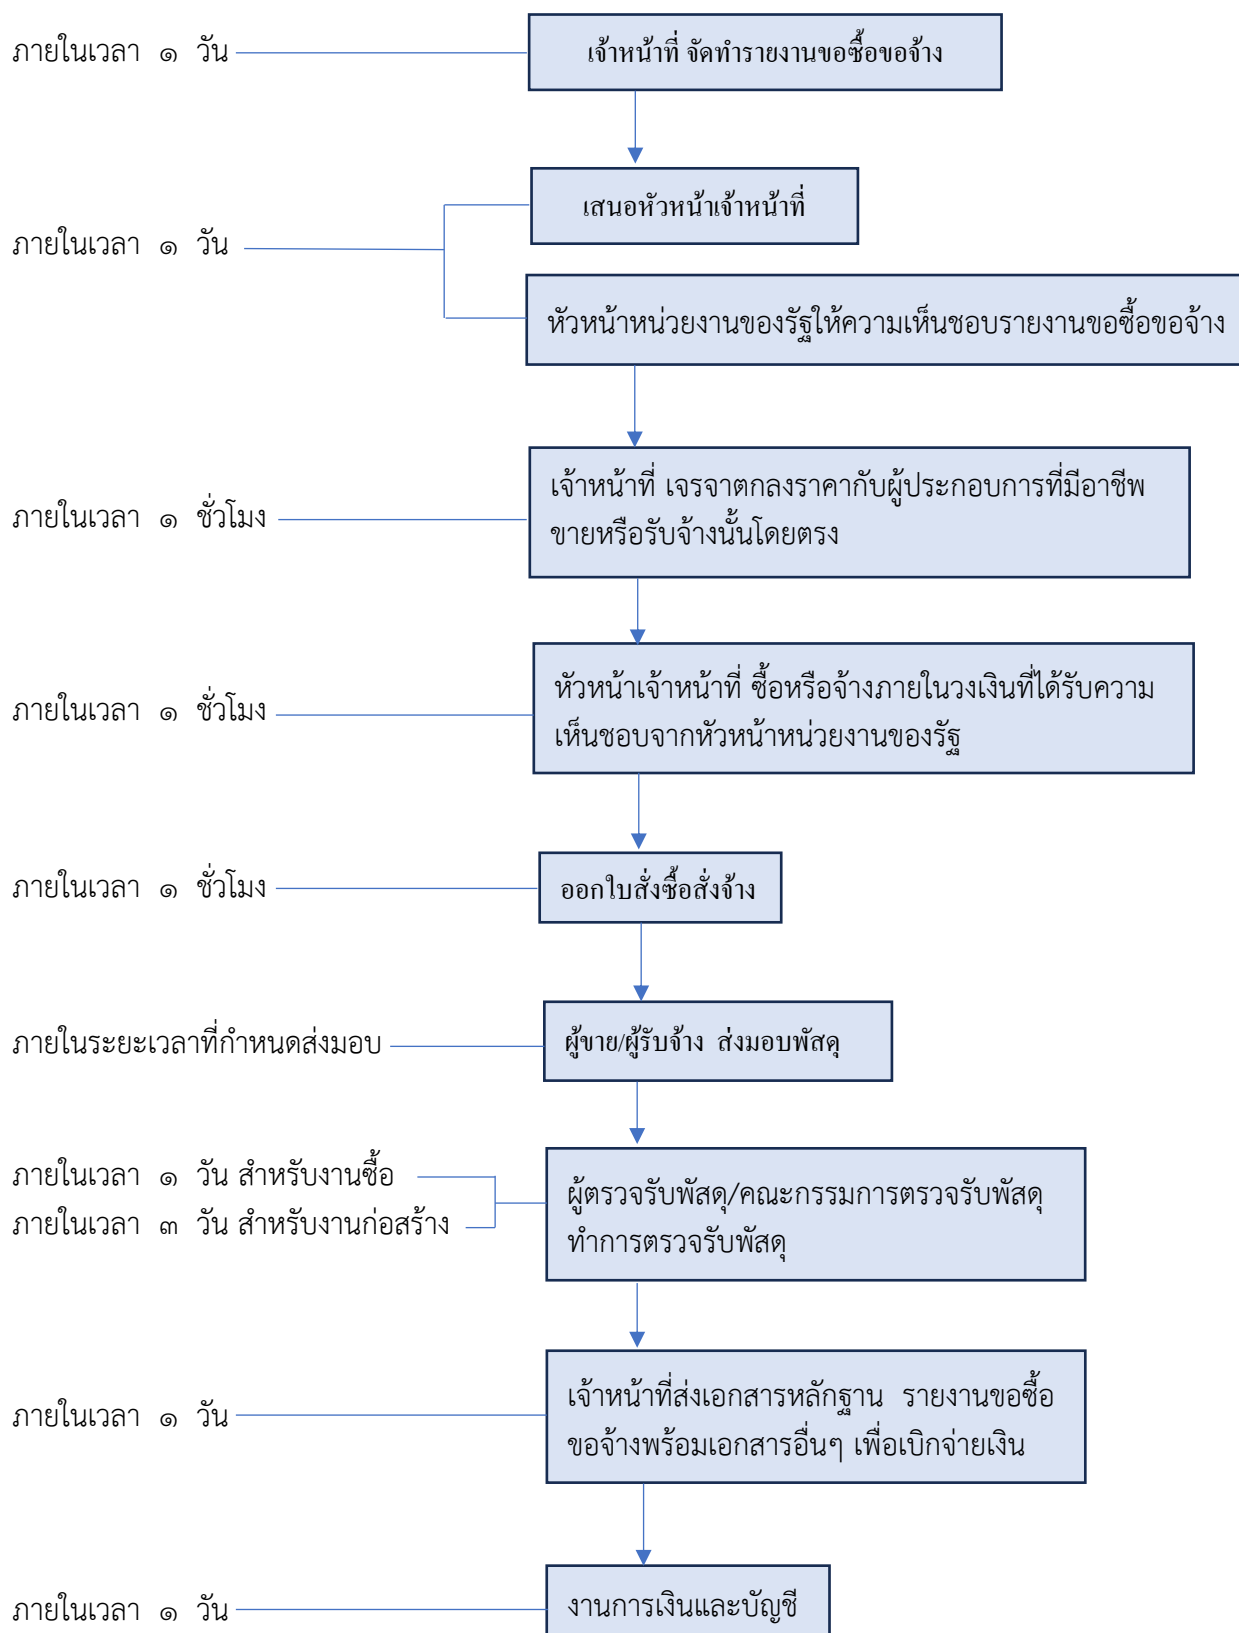 ภายในเวลา ๑ วัน
เจ้าหน้าที่ จัดทำรายงานขอซื้อขอจ้าง
เสนอหัวหน้าเจ้าหน้าที่
ภายในเวลา ๑ วัน
หัวหน้าหน่วยงานของรัฐให้ความเห็นชอบรายงานขอซื้อขอจ้าง
ภายในเวลา ๑ ชั่วโมง
เจ้าหน้าที่ เจรจาตกลงราคากับผู้ประกอบการที่มีอาชีพ
ขายหรือรับจ้างนั้นโดยตรง
ภายในเวลา ๑ ชั่วโมง
หัวหน้าเจ้าหน้าที่ ซื้อหรือจ้างภายในวงเงินที่ได้รับความ
เห็นชอบจากหัวหน้าหน่วยงานของรัฐ
ภายในเวลา ๑ ชั่วโมง
ออกใบสั่งซื้อสั่งจ้าง
ภายในระยะเวลาที่กำหนดส่งมอบ
ผู้ขาย/ผู้รับจ้าง ส่งมอบพัสดุ
ภายในเวลา ๑ วัน สำหรับงานซื้อ
ภายในเวลา ๓ วัน สำหรับงานก่อสร้าง
ผู้ตรวจรับพัสดุ/คณะกรรมการตรวจรับพัสดุ
ทำการตรวจรับพัสดุ
ภายในเวลา ๑ วัน
เจ้าหน้าที่ส่งเอกสารหลักฐาน รายงานขอซื้อ
ขอจ้างพร้อมเอกสารอื่นๆ เพื่อเบิกจ่ายเงิน
ภายในเวลา ๑ วัน
งานการเงินและบัญชี